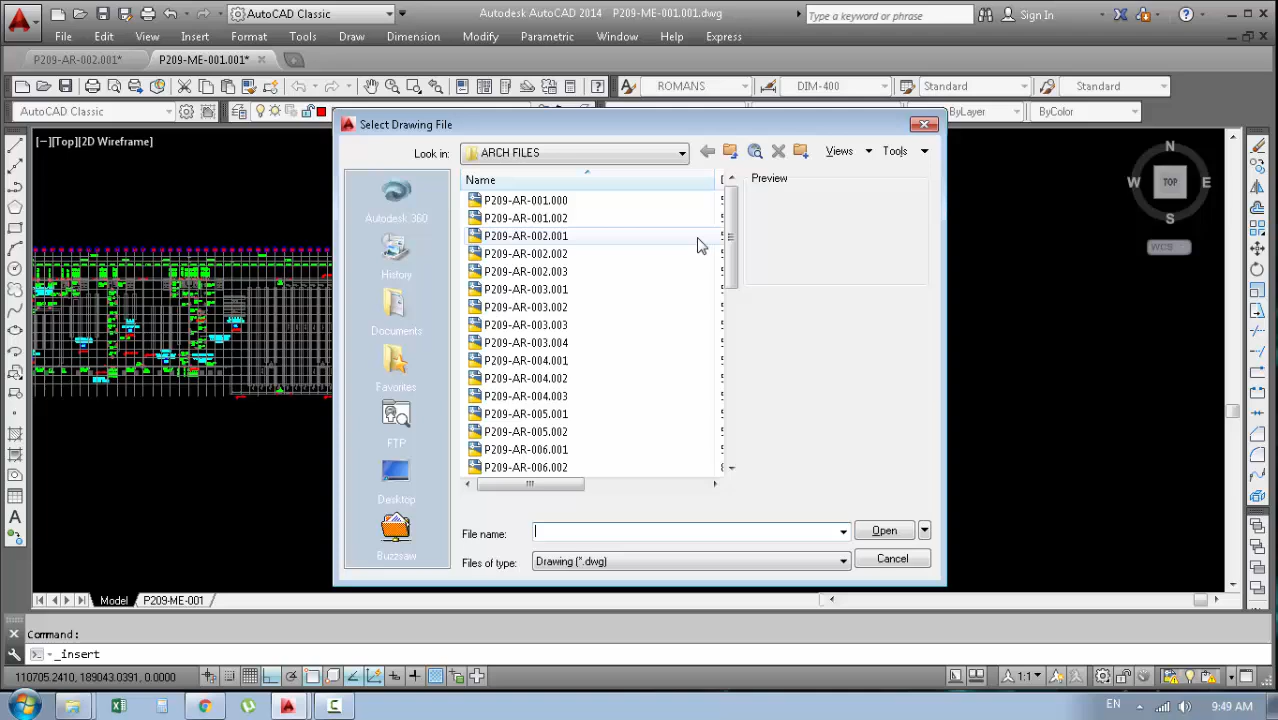 AutoCAD Classic
Autodesk AutoCAD 2014 P209-ME-001.001.dwg
Type a keyword or phrase
Sign In
File Edit View Insert Format Tools Draw Dimension Modify Parametric Window Help Express
P209-AR-002.001*
P209-ME-001.001*
ROMANS
DIM-400
Standard
Standard
AutoCAD Classic
ByLayer
ByColor
Select Drawing File
[−][Top][2D Wireframe]
Look in:
ARCH FILES
Views
Tools
Name
Preview
Autodesk 360
History
Documents
Favorites
FTP
Desktop
Buzzsaw
P209-AR-001.000
P209-AR-001.002
P209-AR-002.001
P209-AR-002.002
P209-AR-002.003
P209-AR-003.001
P209-AR-003.002
P209-AR-003.003
P209-AR-003.004
P209-AR-004.001
P209-AR-004.002
P209-AR-004.003
P209-AR-005.001
P209-AR-005.002
P209-AR-006.001
P209-AR-006.002
N
W TOP E
S
WCS
File name:
Open
Files of type:
Drawing (*.dwg)
Cancel
Model P209-ME-001
Command:
_insert
110705.2410, 189043.0391, 0.0000
1:1
EN
9:49 AM